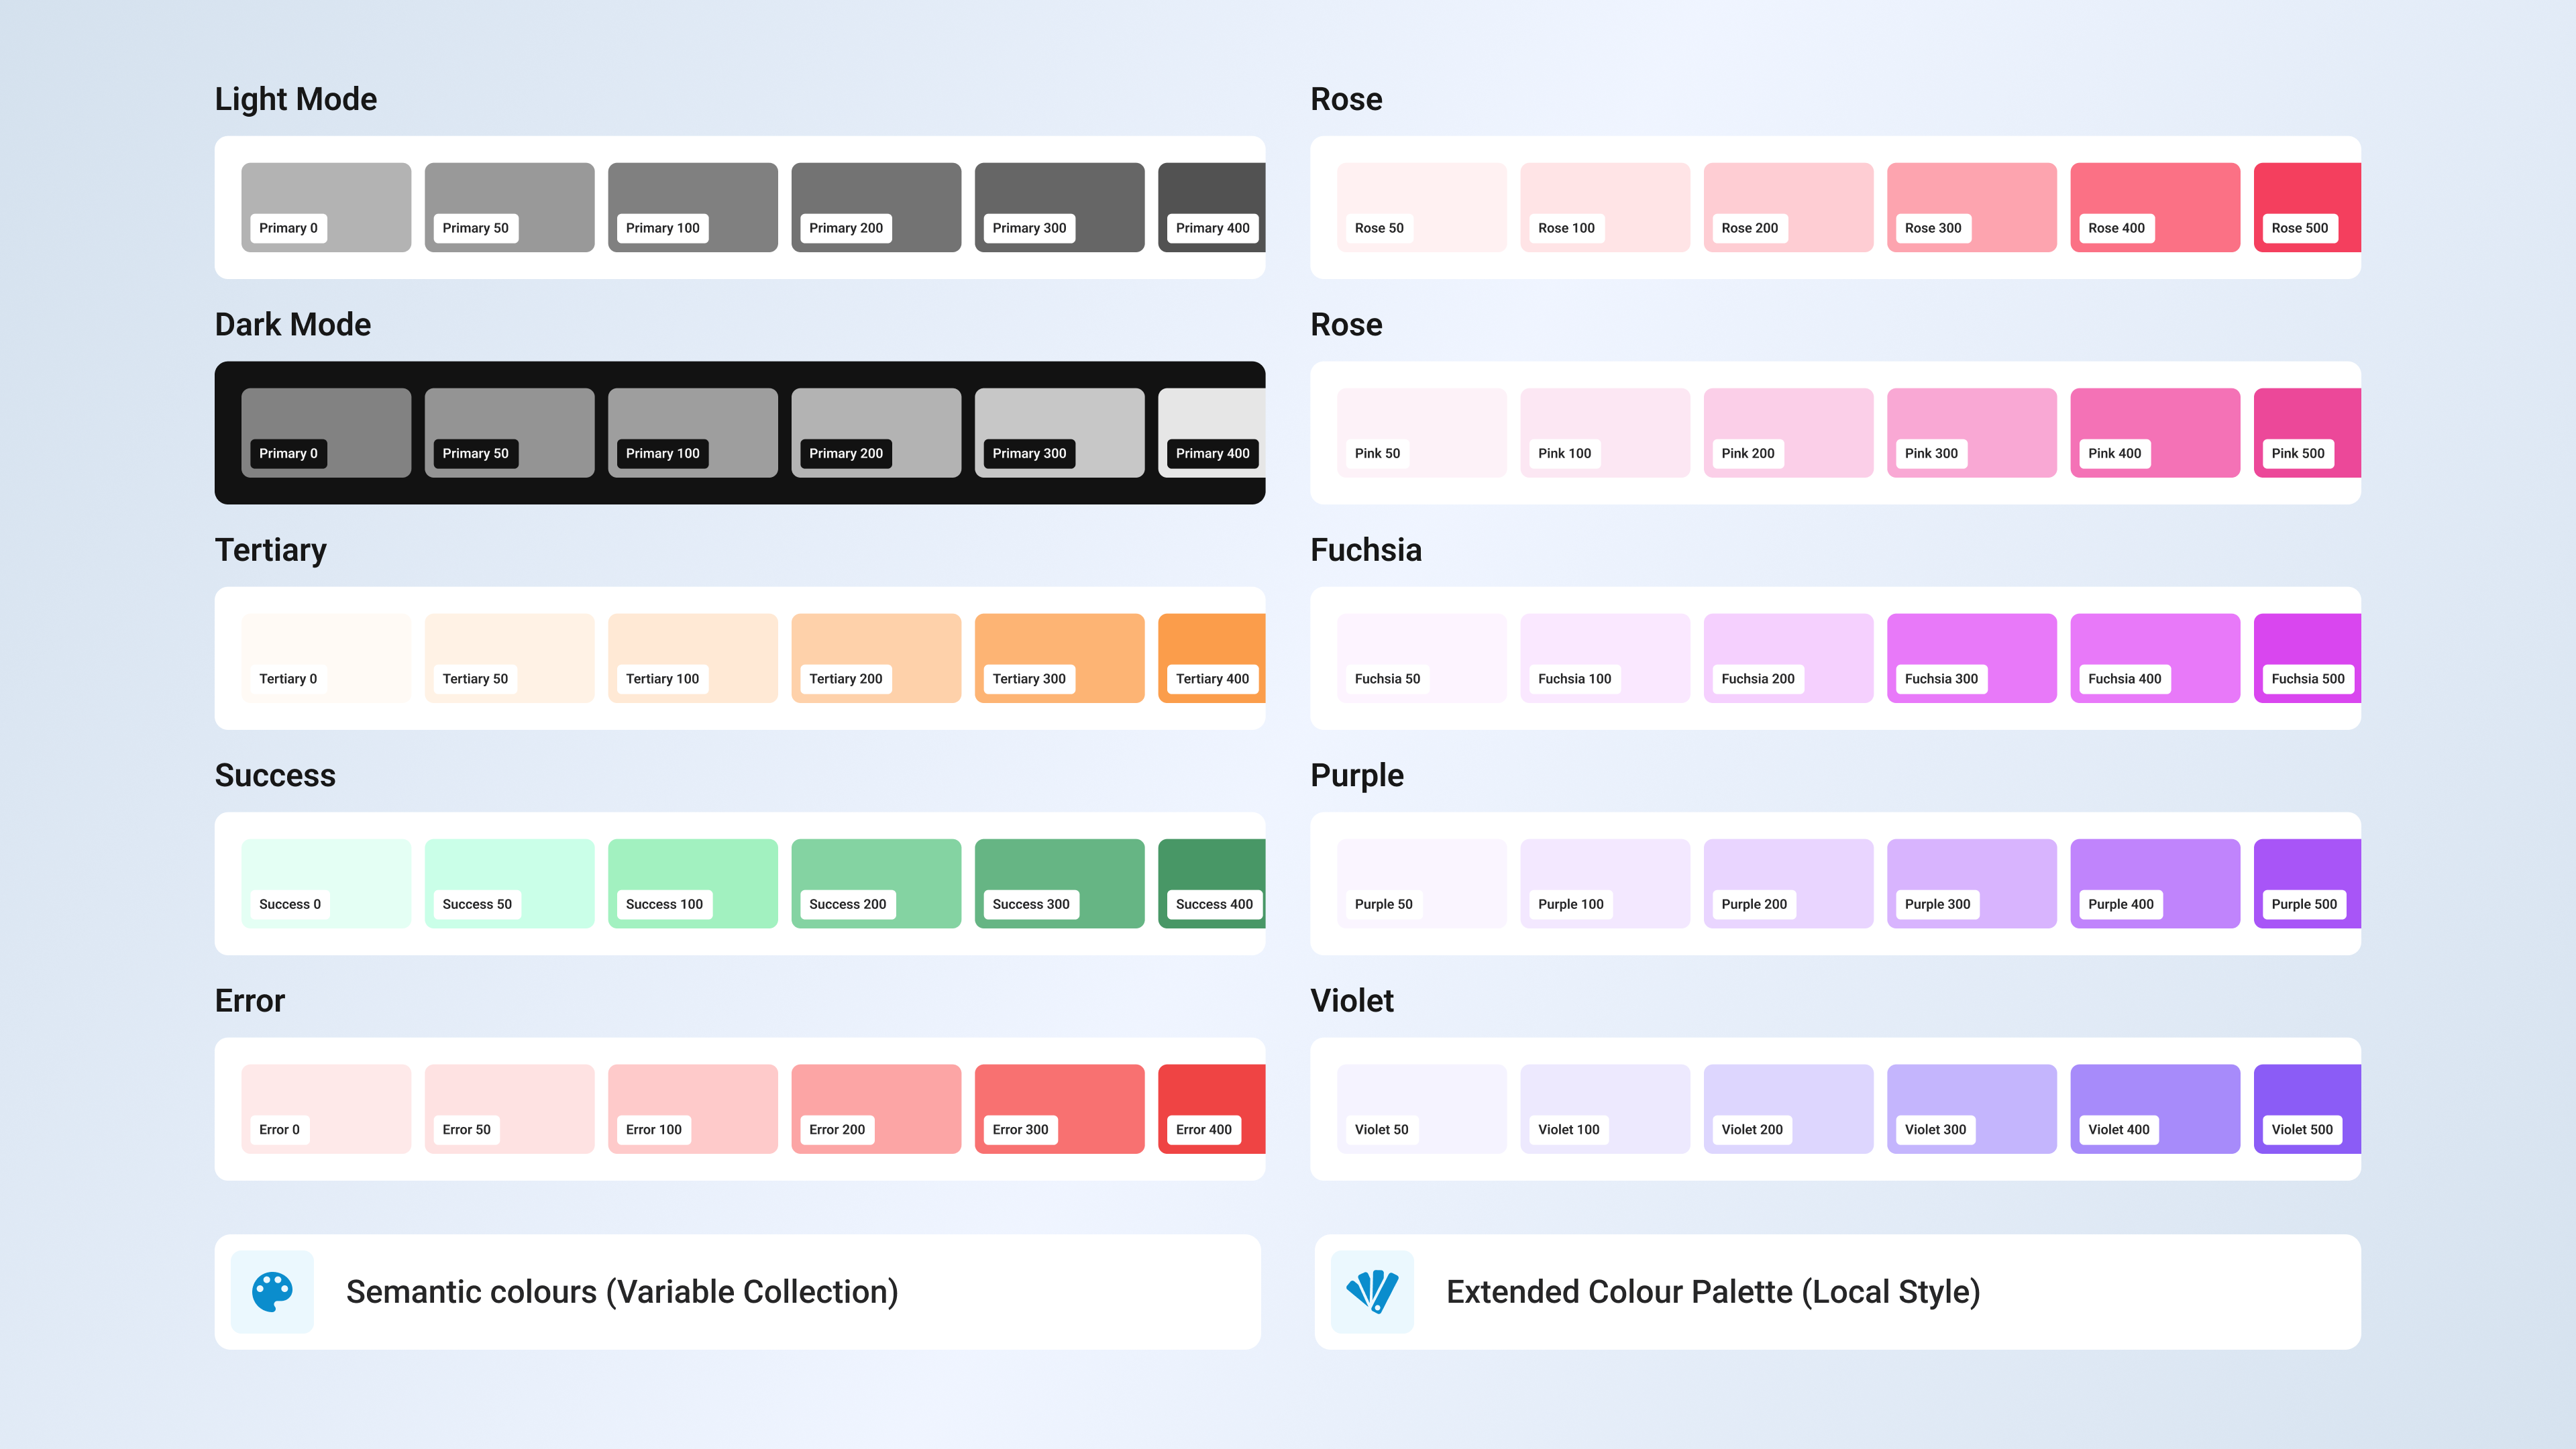 Light Mode
Primary 0
Primary 50
Primary 100
Primary 200
Primary 300
Primary 400
Dark Mode
Primary 0
Primary 50
Primary 100
Primary 200
Primary 300
Primary 400
Tertiary
Tertiary 0
Tertiary 50
Tertiary 100
Tertiary 200
Tertiary 300
Tertiary 400
Success
Success 0
Success 50
Success 100
Success 200
Success 300
Success 400
Error
Error 0
Error 50
Error 100
Error 200
Error 300
Error 400
Semantic colours (Variable Collection)
Rose
Rose 50
Rose 100
Rose 200
Rose 300
Rose 400
Rose 500
Rose
Pink 50
Pink 100
Pink 200
Pink 300
Pink 400
Pink 500
Fuchsia
Fuchsia 50
Fuchsia 100
Fuchsia 200
Fuchsia 300
Fuchsia 400
Fuchsia 500
Purple
Purple 50
Purple 100
Purple 200
Purple 300
Purple 400
Purple 500
Violet
Violet 50
Violet 100
Violet 200
Violet 300
Violet 400
Violet 500
Extended Colour Palette (Local Style)